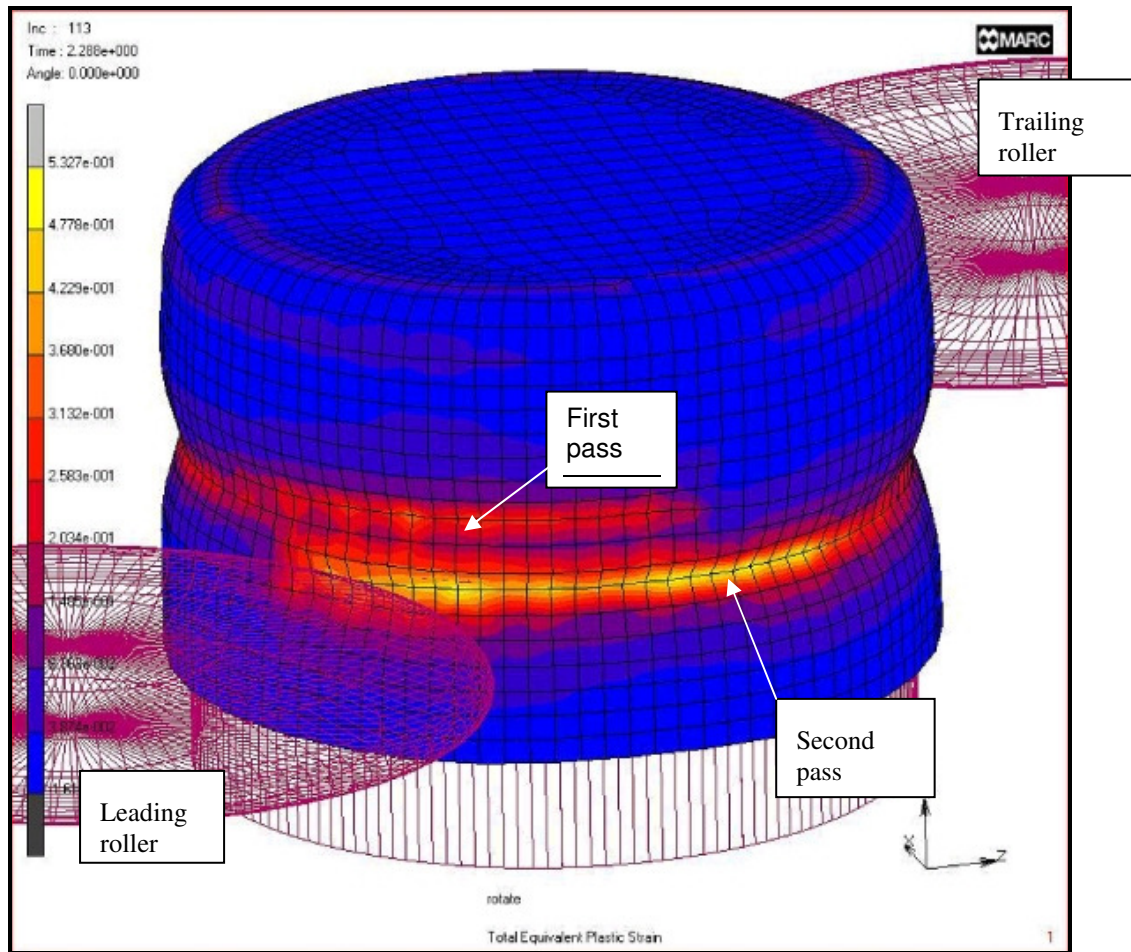 Inc : 113
Time : 2.288e+000
Angle: 0.000e+000
MARC
Trailing
roller
5.327e-001
4.778e-001
4.229e-001
3.680e-001
3.132e-001
2.583e-001
2.034e-001
First
pass
Second
pass
Leading
roller
X
Z
rotate
Total Equivalent Plastic Strain
1